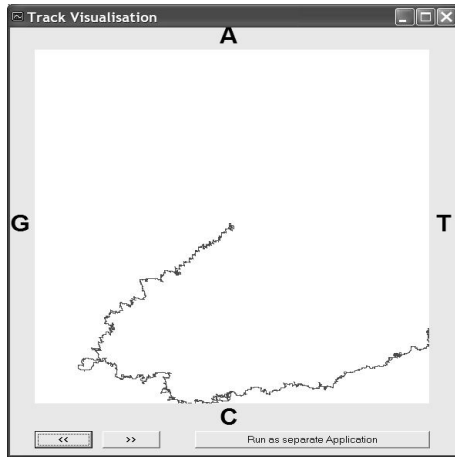 Track Visualisation
A
G
T
C
<< >> Run as separate Application